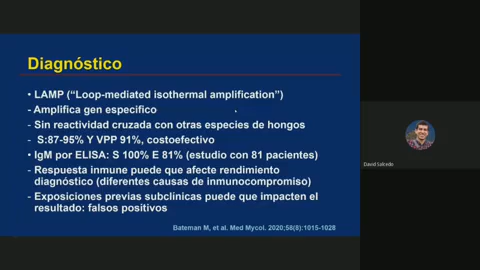 Diagnóstico
• LAMP (“Loop-mediated isothermal amplification”)
- Amplifica gen especifico
- Sin reactividad cruzada con otras especies de hongos
- S:87-95% Y VPP 91%, costoefectivo
• IgM por ELISA: S 100% E 81% (estudio con 81 pacientes)
- Respuesta inmune puede que afecte rendimiento
diagnóstico (diferentes causas de inmunocompromiso)
- Exposiciones previas subclínicas puede que impacten el
resultado: falsos positivos
Bateman M, et al. Med Mycol. 2020;58(8):1015-1028
David Salcedo